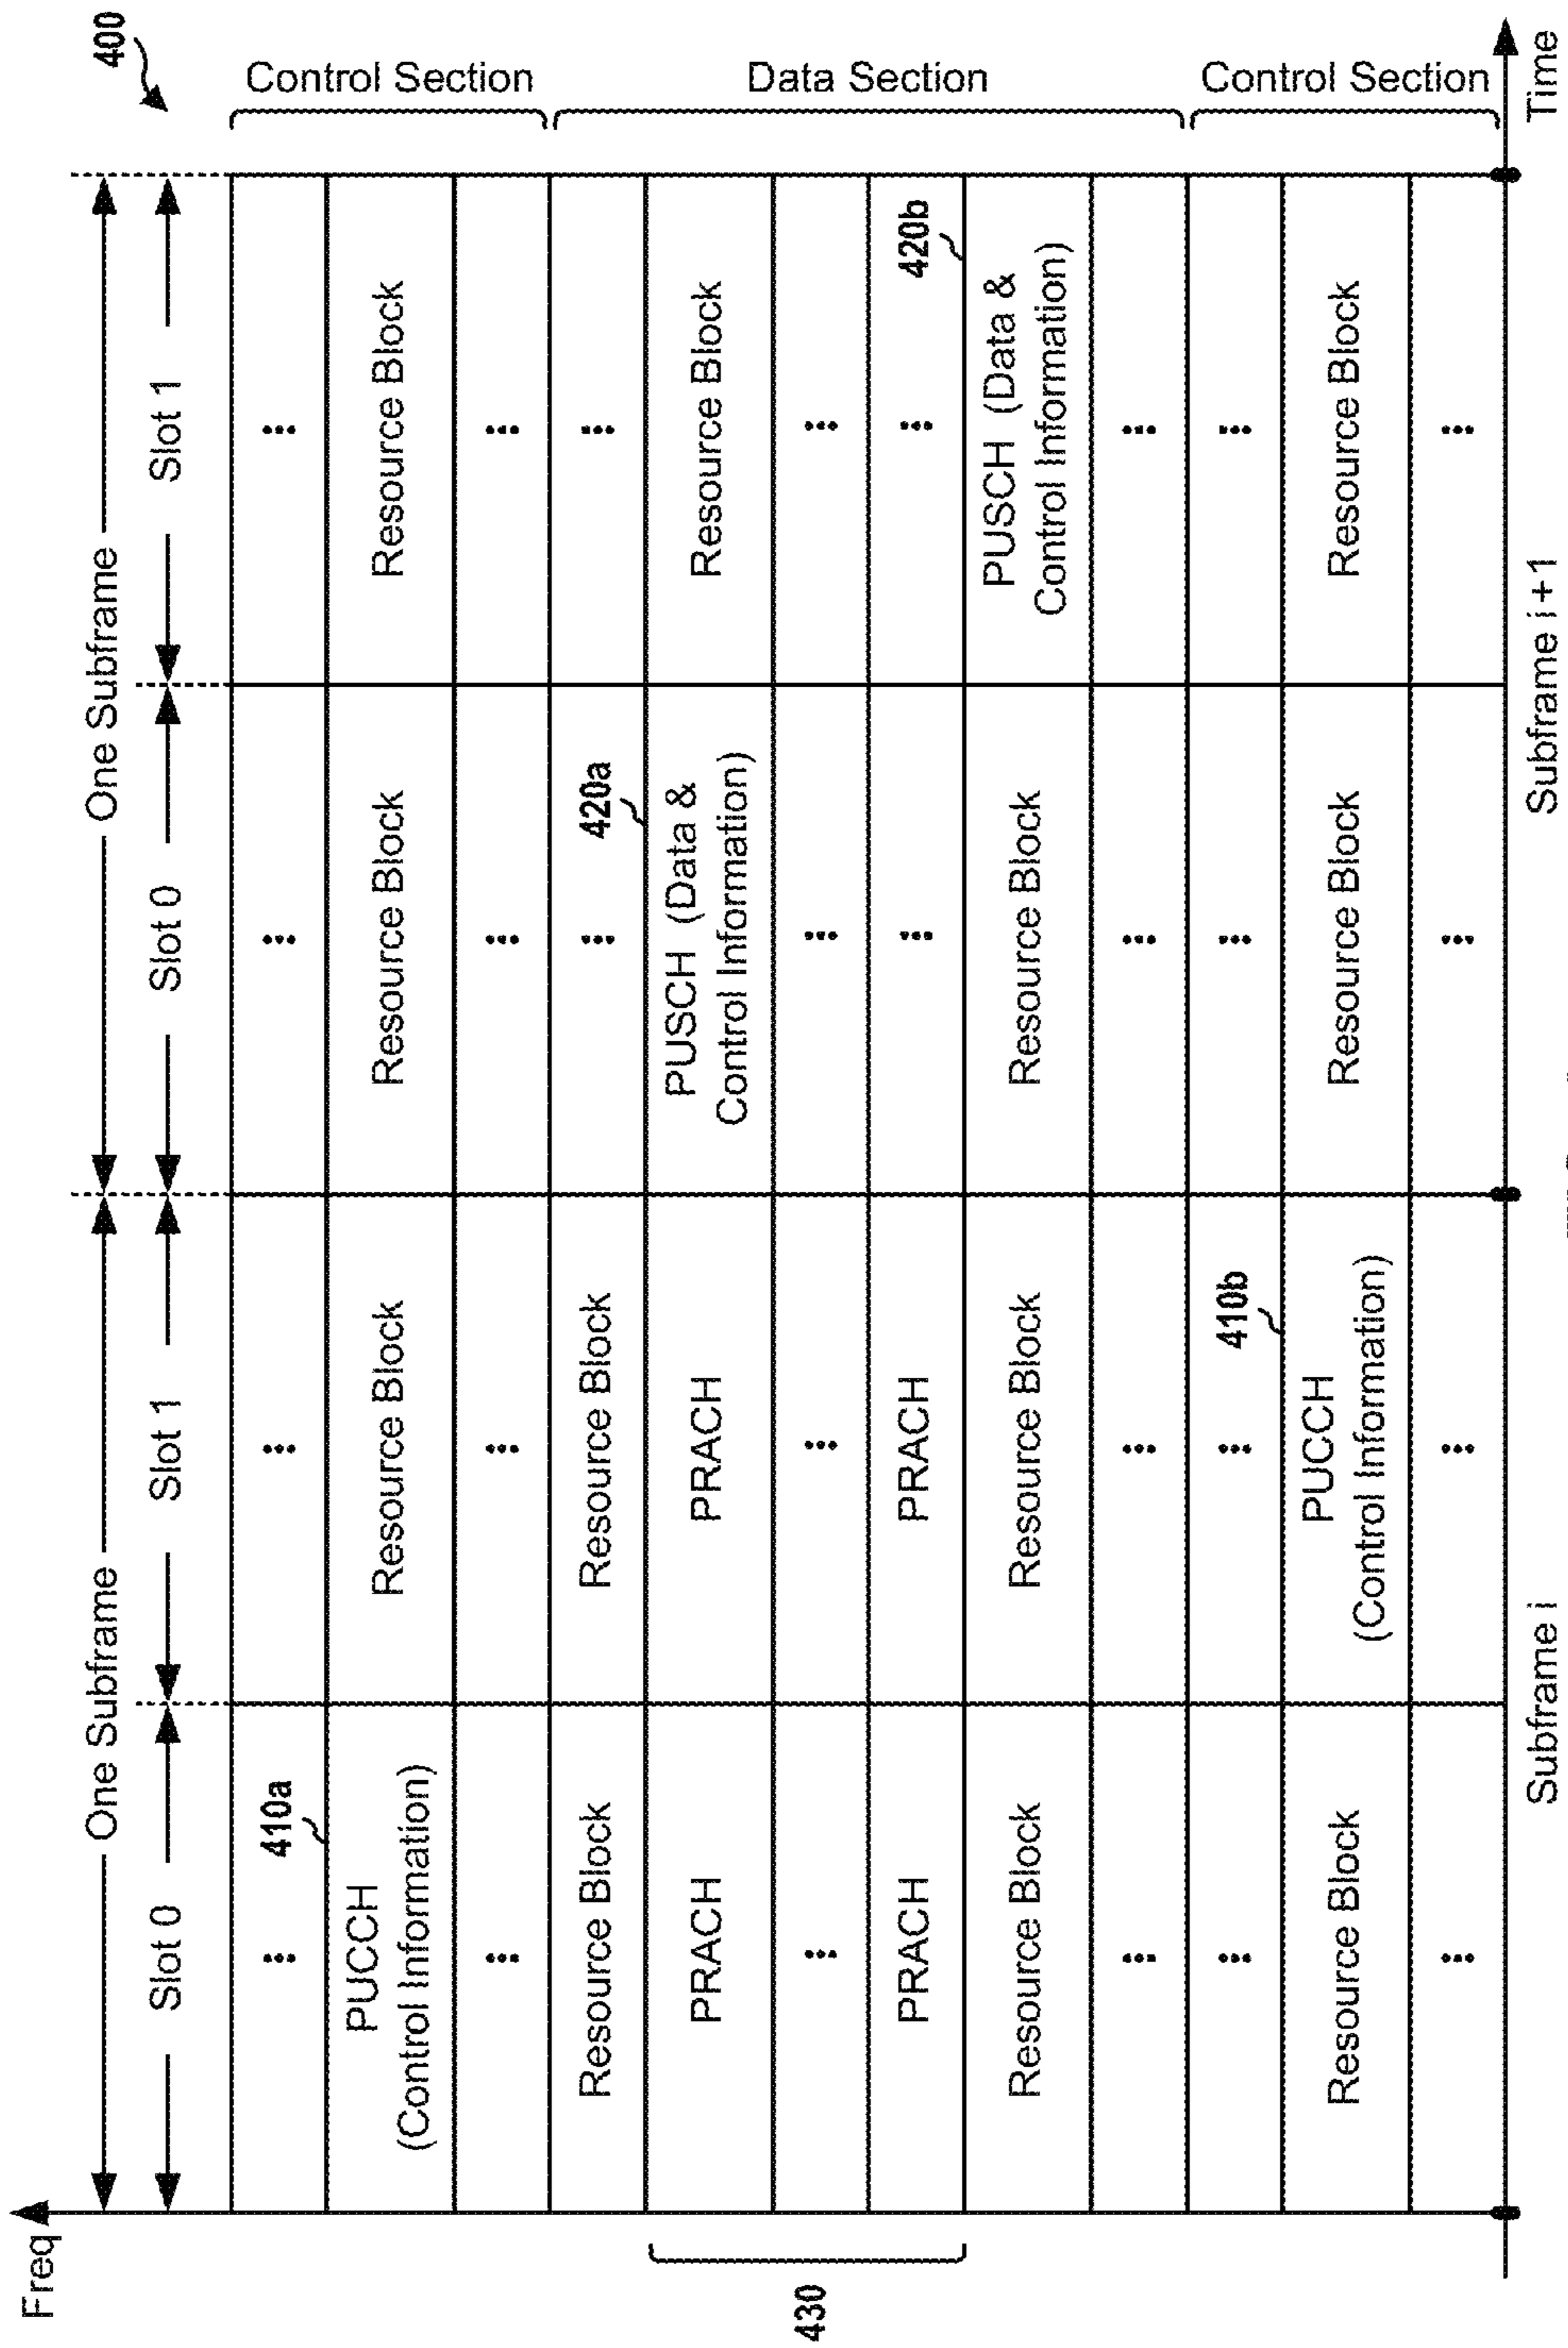 Freq
One Subframe
One Subframe
400
Slot 0
Slot 1
Slot 0
Slot 1
410a
Control Section
PUCCH
(Control Information)
Resource Block
Resource Block
Resource Block
Resource Block
Resource Block
420a
PRACH
PRACH
PUSCH (Data &
Control Information)
Resource Block
Data Section
430
PRACH
PRACH
420b
Resource Block
Resource Block
Resource Block
PUSCH (Data &
Control Information)
410b
Control Section
Resource Block
PUCCH
(Control Information)
Resource Block
Resource Block
Subframe i
Subframe i + 1
Time